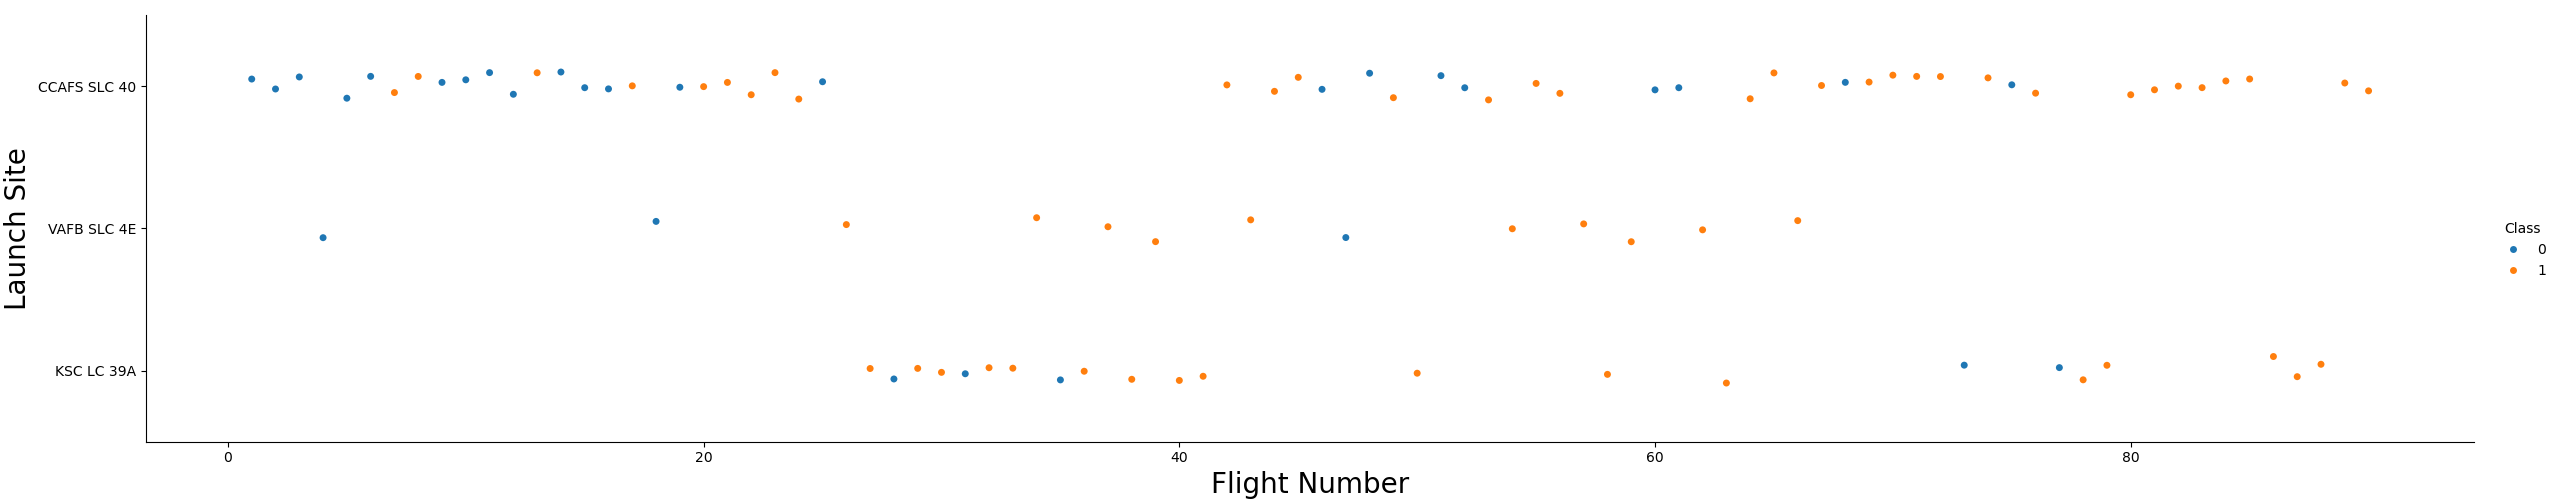 Launch Site
CCAFS SLC 40
VAFB SLC 4E
KSC LC 39A
0 20 40 60 80
Flight Number
Class
0
1